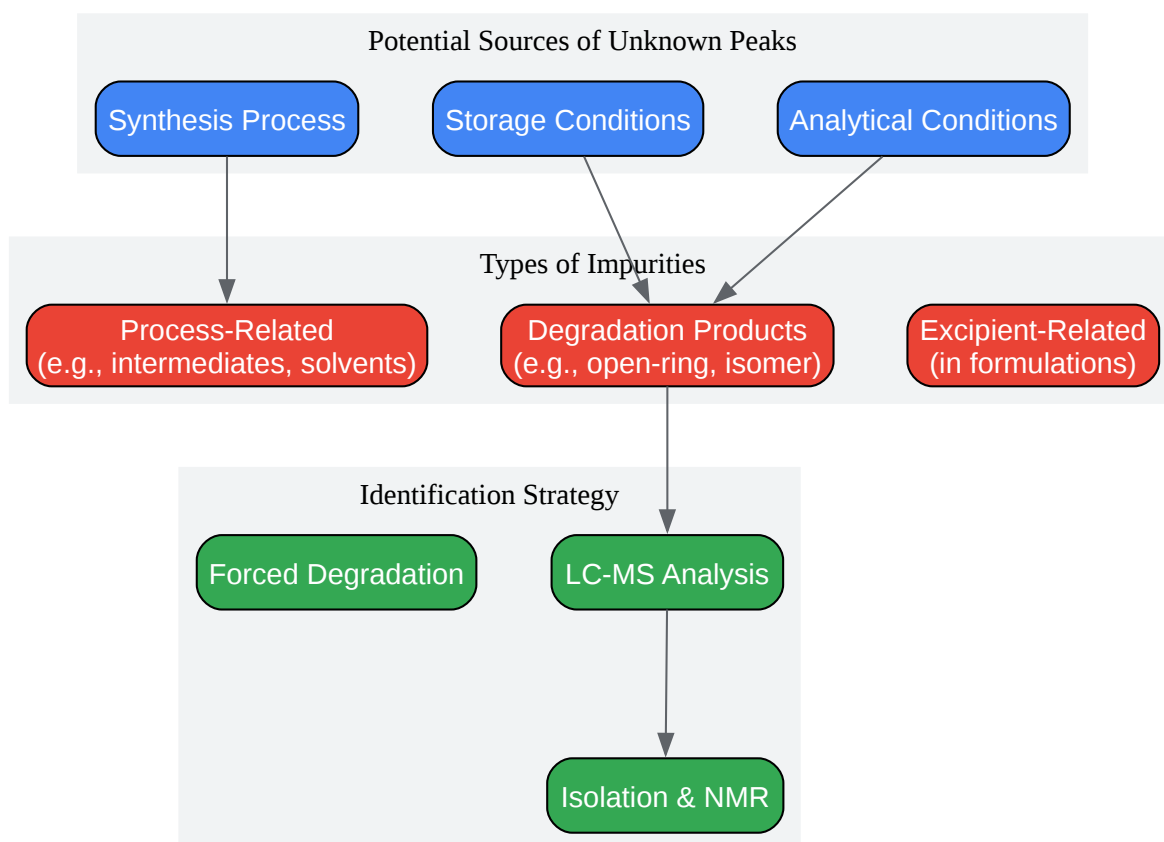 Potential Sources of Unknown Peaks
Synthesis Process
Storage Conditions
Analytical Conditions
Types of Impurities
Process-Related
(e.g., intermediates, solvents)
Degradation Products
(e.g., open-ring, isomer)
Excipient-Related
(in formulations)
Identification Strategy
Forced Degradation
LC-MS Analysis
Isolation & NMR